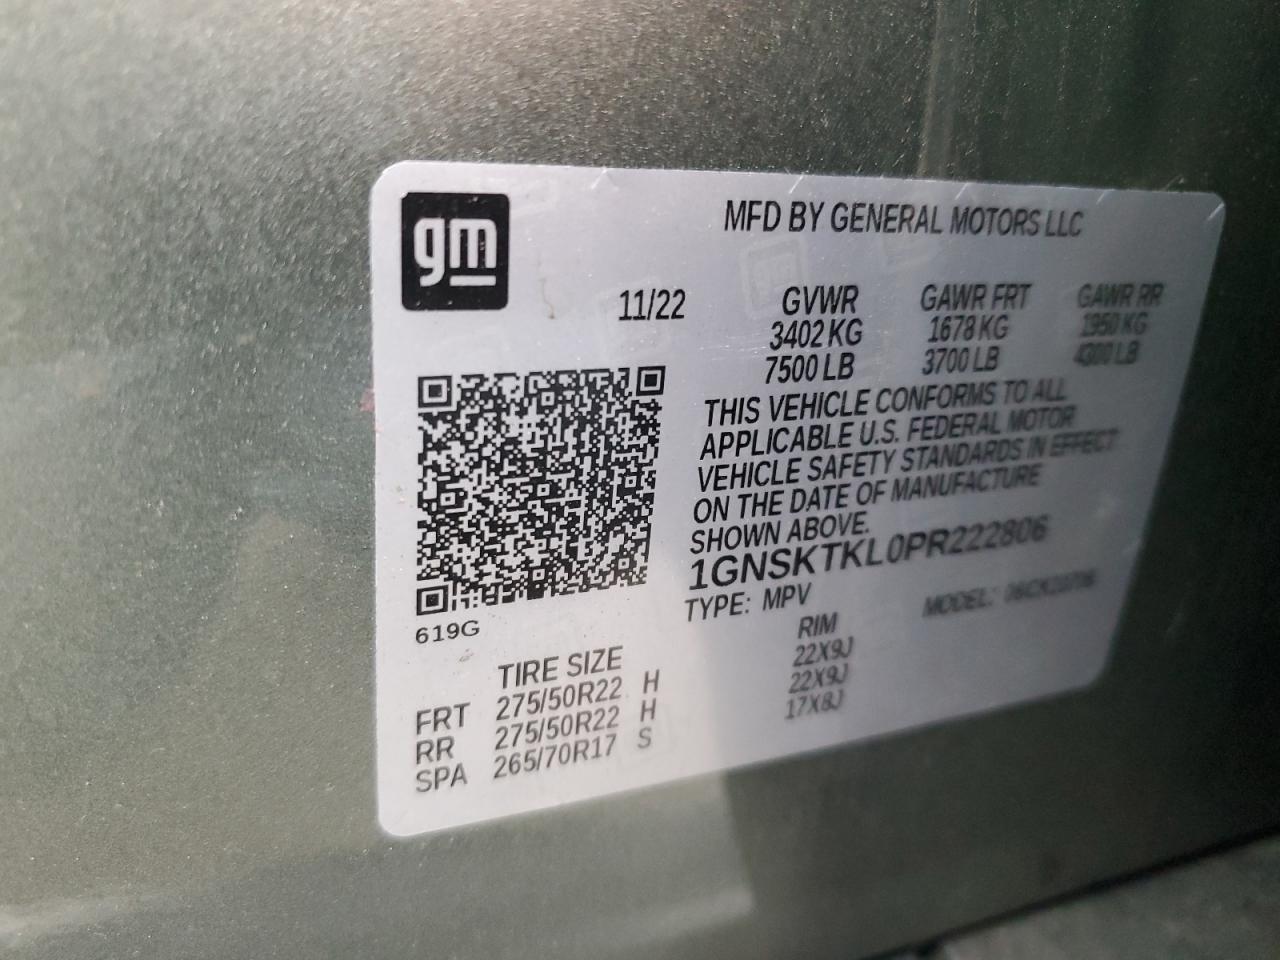 gm
MFD BY GENERAL MOTORS LLC
11/22 GVWR GAWR FRT GAWR RR
3402 KG 1678 KG 1950 KG
7500 LB 3700 LB 4300 LB
THIS VEHICLE CONFORMS TO ALL
APPLICABLE U.S. FEDERAL MOTOR
VEHICLE SAFETY STANDARDS IN EFFECT
ON THE DATE OF MANUFACTURE
SHOWN ABOVE.
1GNSKTKL0PR222806
TYPE: MPV MODEL:
619G
TIRE SIZE RIM
FRT 275/50R22 H 22X9J
RR 275/50R22 H 22X9J
SPA 265/70R17 S 17X8J